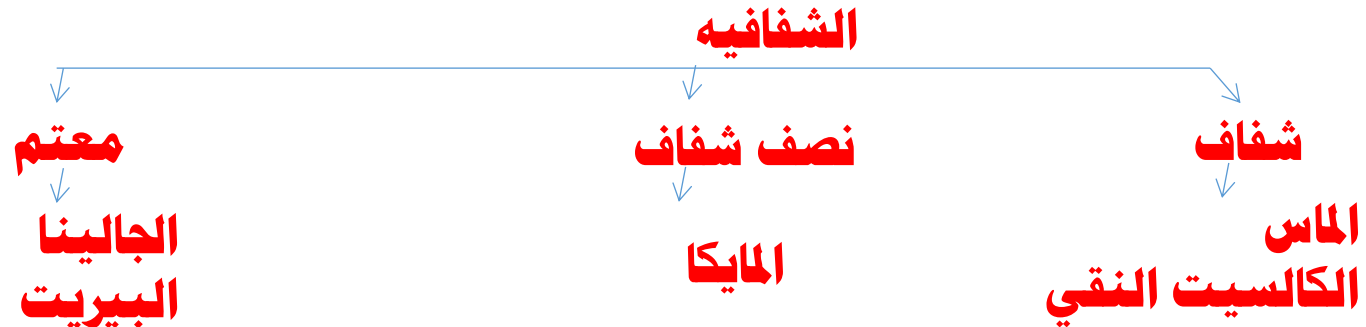 الشفافيه
شفاف
نصف شفاف
معتم
الماس
الكالسيت النقي
المايكا
الجالينا
البيريت